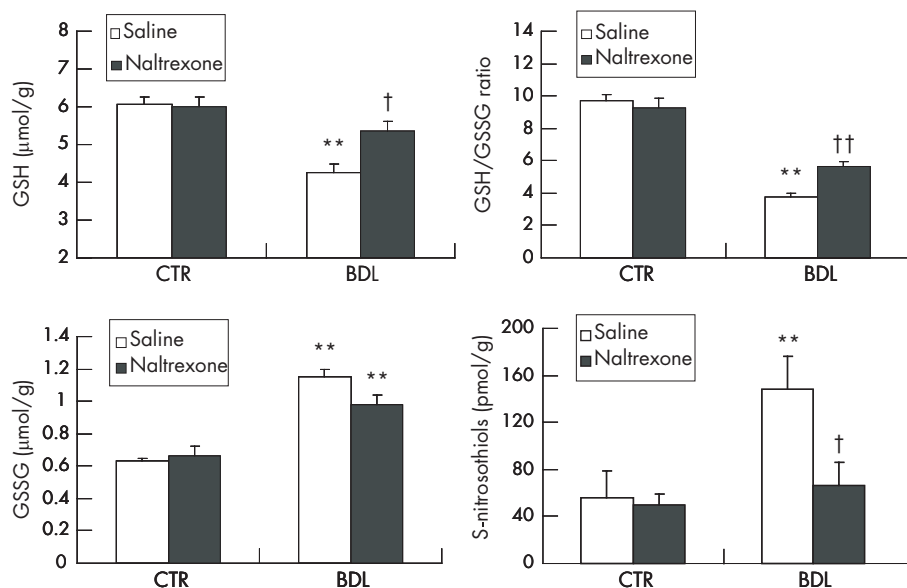 GSH (μmol/g)
8
7
6
5
4
3
2
Saline
Naltrexone
**
†
CTR
BDL
GSH/GSSG ratio
14
12
10
8
6
4
2
0
Saline
Naltrexone
**
††
CTR
BDL
GSSG (μmol/g)
1.4
1.2
1
0.8
0.6
0.4
0.2
0
Saline
Naltrexone
**
**
CTR
BDL
S-nitrosothiols (pmol/g)
200
160
120
80
40
0
Saline
Naltrexone
**
†
CTR
BDL